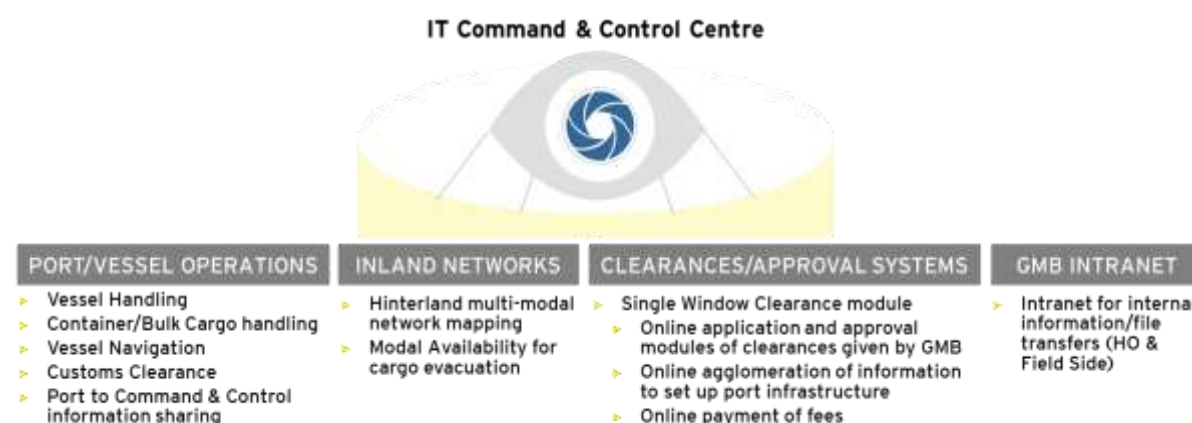 IT Command & Control Centre
PORT/VESSEL OPERATIONS
Vessel Handling
Container/Bulk Cargo handling
Vessel Navigation
Customs Clearance
Port to Command & Control
information sharing
INLAND NETWORKS
Hinterland multi-modal
network mapping
Modal Availability for
cargo evacuation
CLEARANCES/APPROVAL SYSTEMS
Single Window Clearance module
Online application and approval
modules of clearances given by GMB
Online agglomeration of information
to set up port infrastructure
Online payment of fees
GMB INTRANET
Intranet for interna
information/file
transfers (HO &
Field Side)